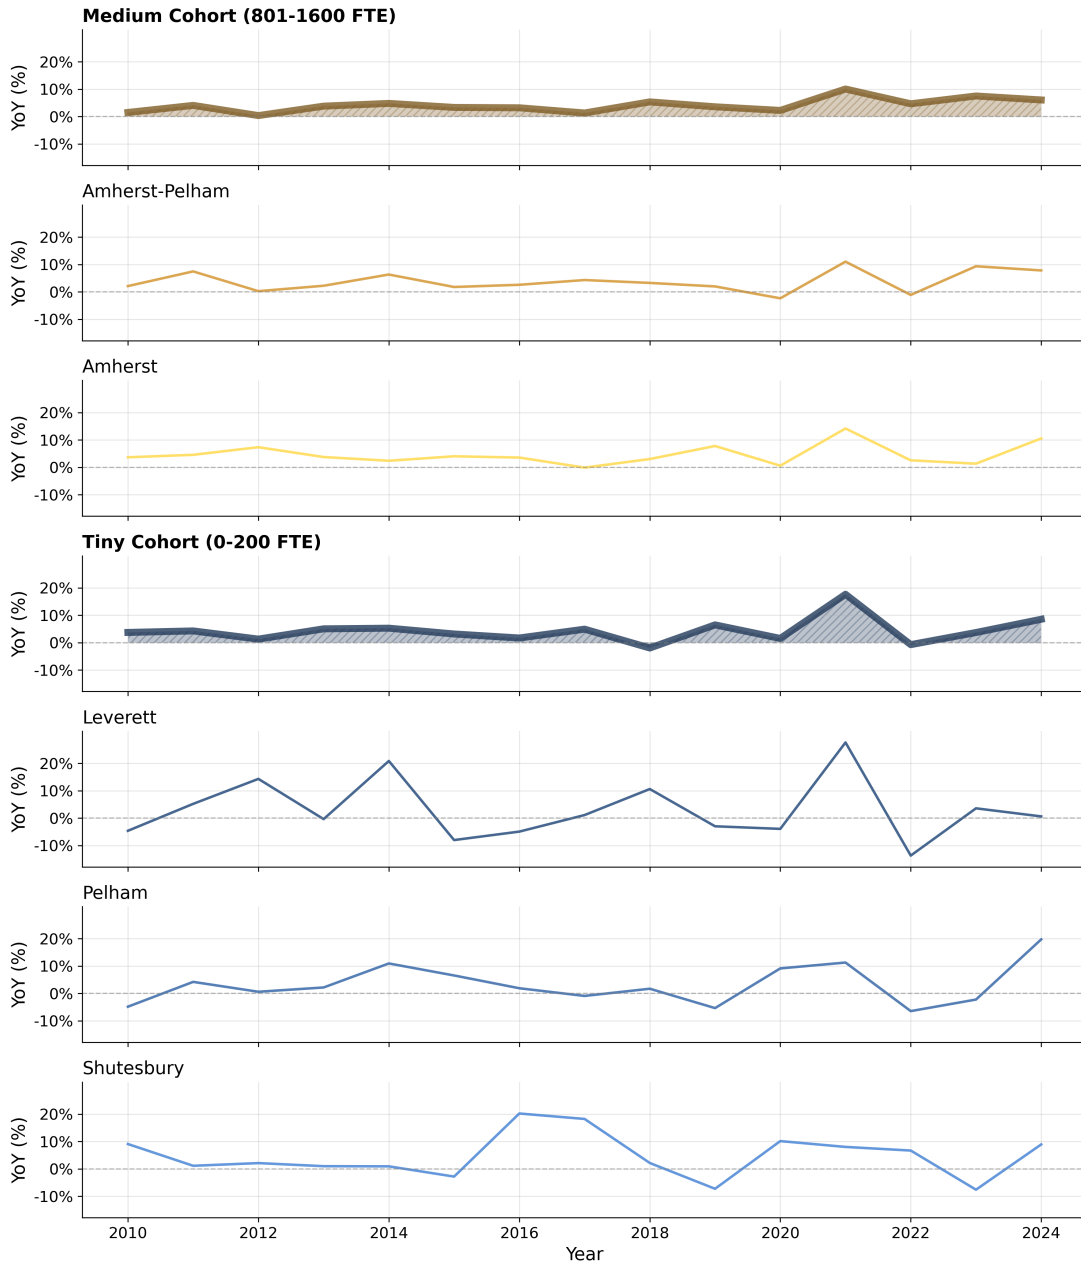 Medium Cohort (801-1600 FTE)
YoY (%)
20%
10%
0%
-10%
Amherst-Pelham
YoY (%)
20%
10%
0%
-10%
Amherst
YoY (%)
20%
10%
0%
-10%
Tiny Cohort (0-200 FTE)
YoY (%)
20%
10%
0%
-10%
Leverett
YoY (%)
20%
10%
0%
-10%
Pelham
YoY (%)
20%
10%
0%
-10%
Shutesbury
YoY (%)
20%
10%
0%
-10%
2010 2012 2014 2016 2018 2020 2022 2024
Year